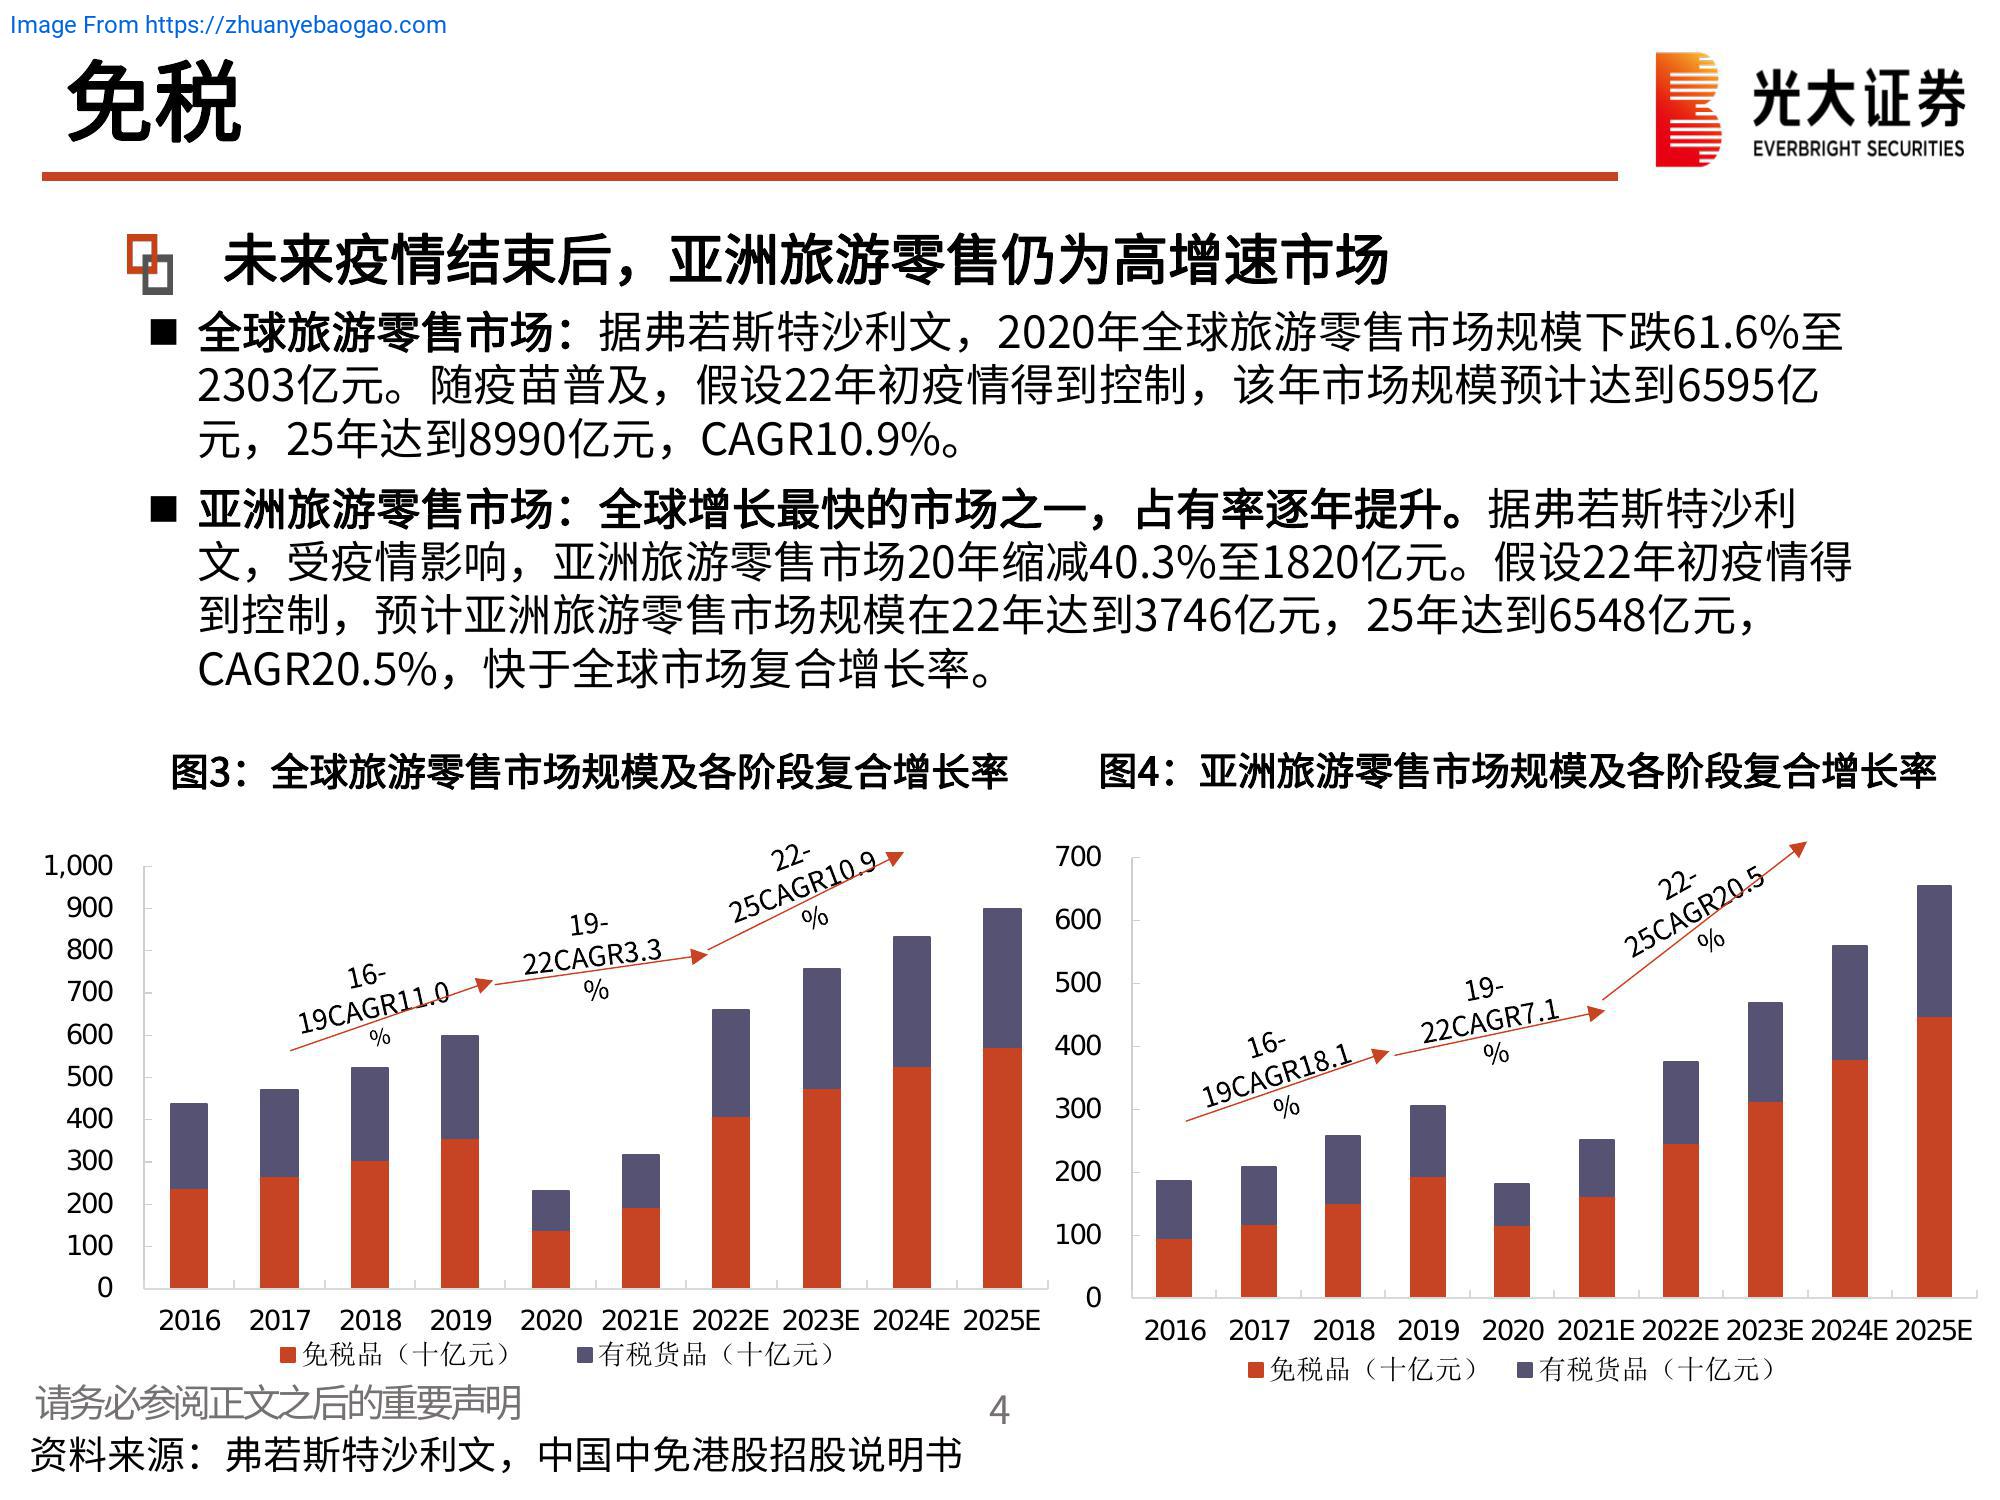 Image From https://zhuanyebaogao.com
免税
光大证券
EVERBRIGHT SECURITIES
未来疫情结束后，亚洲旅游零售仍为高增速市场
■ 全球旅游零售市场：据弗若斯特沙利文，2020年全球旅游零售市场规模下跌61.6%至
2303亿元。随疫苗普及，假设22年初疫情得到控制，该年市场规模预计达到6595亿
元，25年达到8990亿元，CAGR10.9%。
■ 亚洲旅游零售市场：全球增长最快的市场之一，占有率逐年提升。据弗若斯特沙利
文，受疫情影响，亚洲旅游零售市场20年缩减40.3%至1820亿元。假设22年初疫情得
到控制，预计亚洲旅游零售市场规模在22年达到3746亿元，25年达到6548亿元，
CAGR20.5%，快于全球市场复合增长率。
图3：全球旅游零售市场规模及各阶段复合增长率
1,000
900
800
700
600
500
400
300
200
100
0
16-
19CAGR11.0
%
19-
22CAGR3.3
%
22-
25CAGR10.9
%
2016 2017 2018 2019 2020 2021E 2022E 2023E 2024E 2025E
免税品（十亿元） 有税货品（十亿元）
图4：亚洲旅游零售市场规模及各阶段复合增长率
700
600
500
400
300
200
100
0
16-
19CAGR18.1
%
19-
22CAGR7.1
%
22-
25CAGR20.5
%
2016 2017 2018 2019 2020 2021E 2022E 2023E 2024E 2025E
免税品（十亿元） 有税货品（十亿元）
请务必参阅正文之后的重要声明
4
资料来源：弗若斯特沙利文，中国中免港股招股说明书